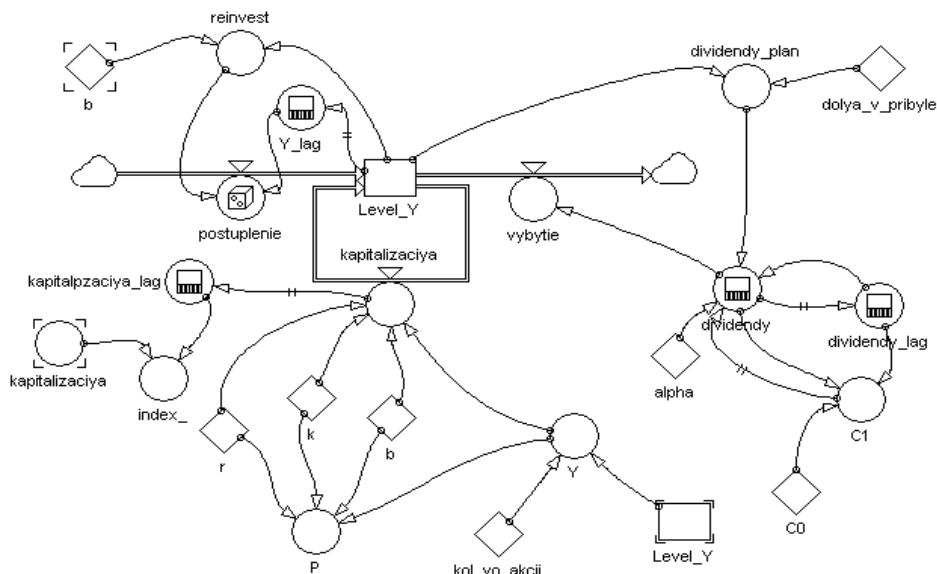 reinvest
dividendy_plan
b
dolya_v_pribyle
Y_lag
Level_Y
postuplenie
vybytie
kapitalizaciya
kapitalpzaciya_lag
dividendy
dividendy_lag
kapitalizaciya
index_
alpha
k
b
r
C1
Y
P
kol_vo_akcii
Level_Y
C0